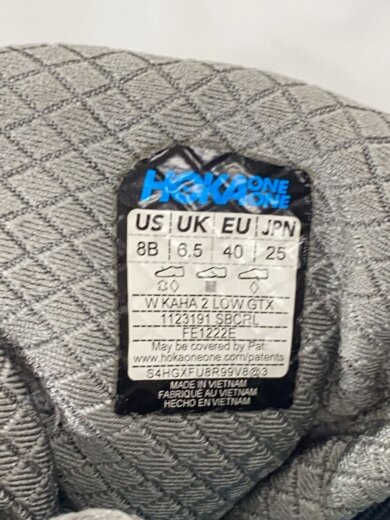 HOKA ONE ONE
US UK EU JPN
8B 6.5 40 25
W KAHA 2 LOW GTX
1123191 SBCRL
FE1222E
May be covered by Pat.
www.hokaoneone.com/patents
S4HGXFU8R99V8@3
MADE IN VIETNAM
FABRIQUÉ AU VIETNAM
HECHO EN VIETNAM